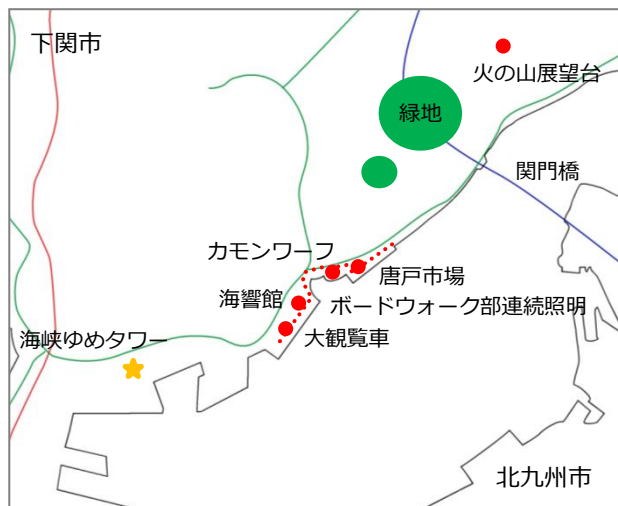 下関市
火の山展望台
緑地
関門橋
カモンワーフ
唐戸市場
海響館
ボードウォーク部連続照明
海峡ゆめタワー
大観覧車
北九州市